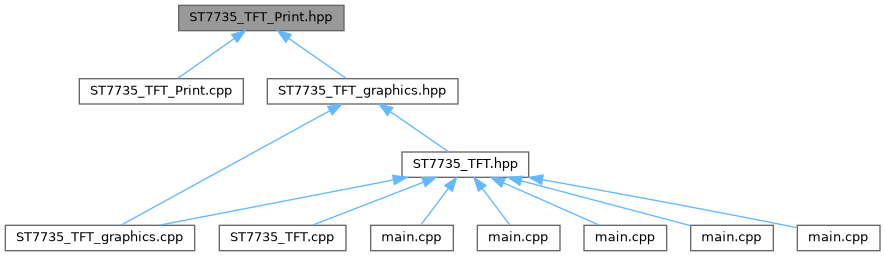 ST7735_TFT_Print.hpp
ST7735_TFT_Print.cpp
ST7735_TFT_graphics.hpp
ST7735_TFT.hpp
ST7735_TFT_graphics.cpp
ST7735_TFT.cpp
main.cpp
main.cpp
main.cpp
main.cpp
main.cpp